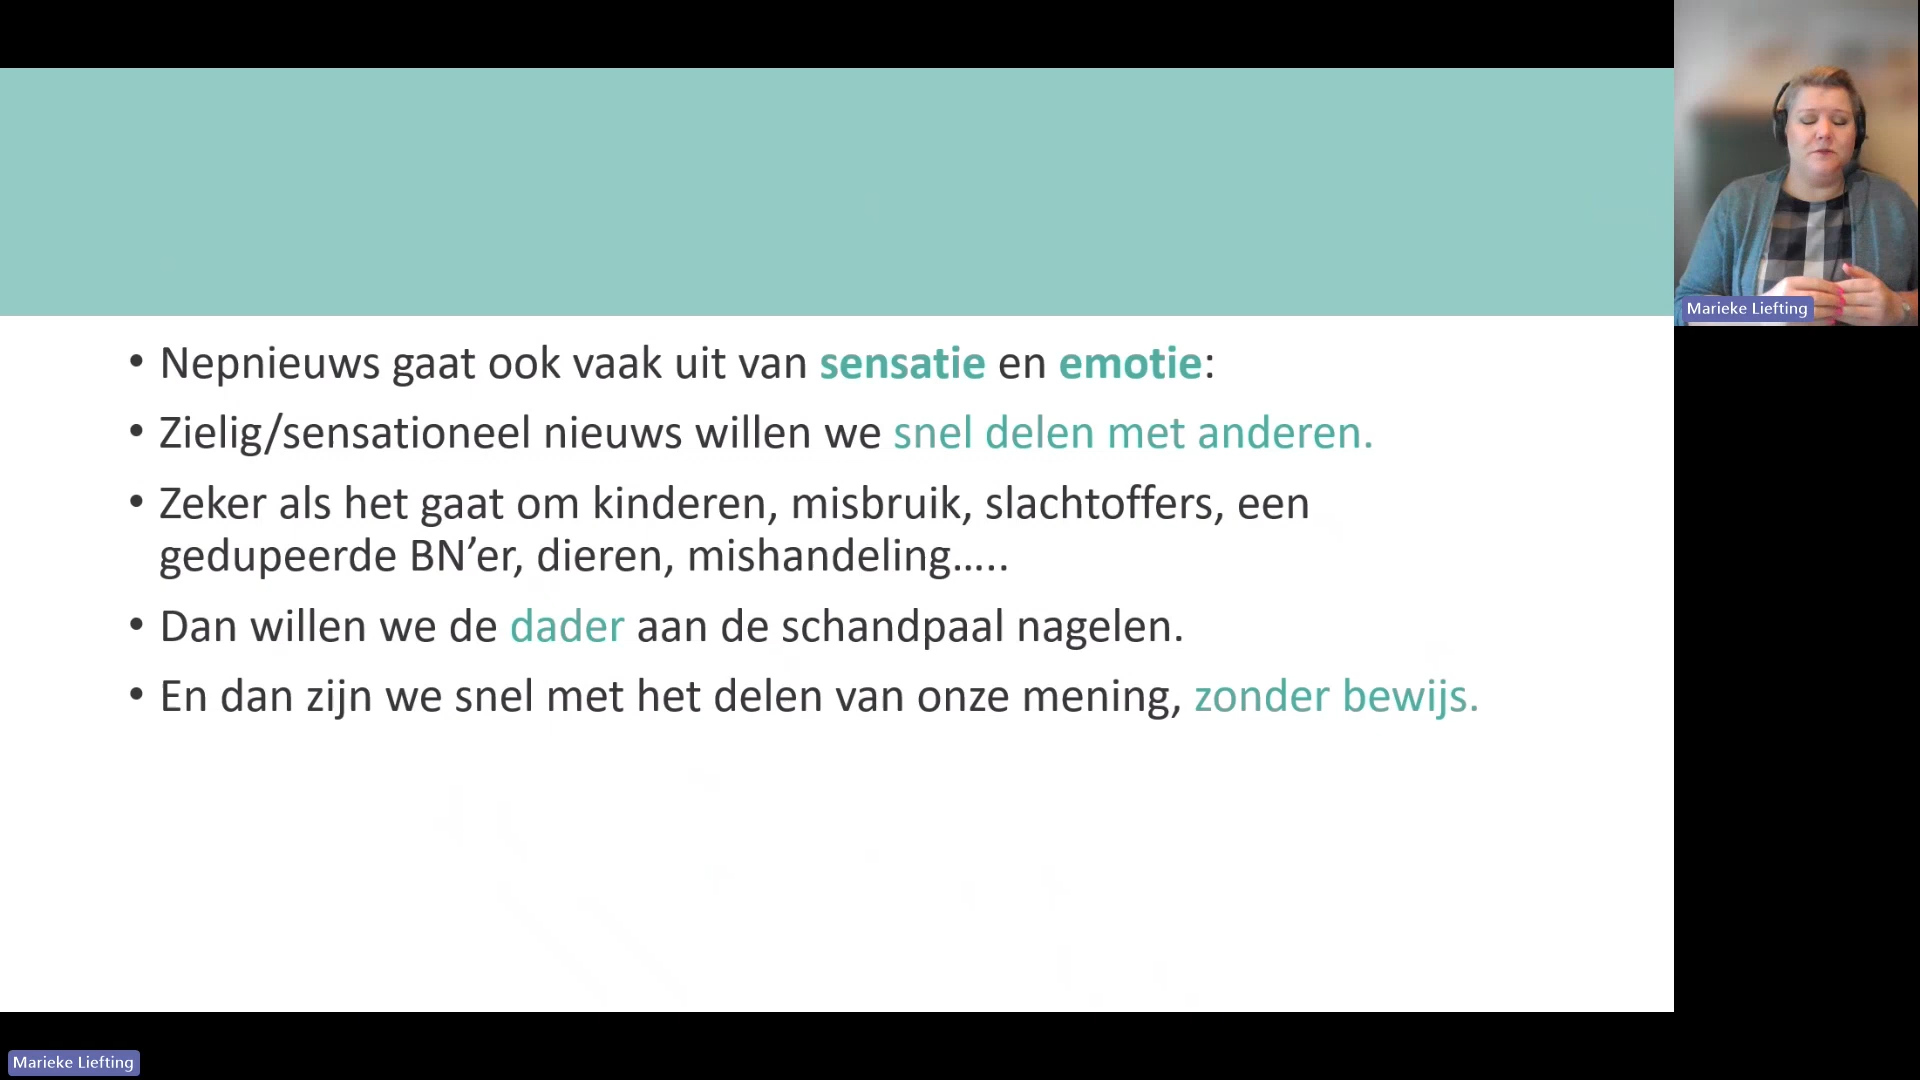 • Nepnieuws gaat ook vaak uit van sensatie en emotie:
• Zielig/sensationeel nieuws willen we snel delen met anderen.
• Zeker als het gaat om kinderen, misbruik, slachtoffers, een
gedupeerde BN’er, dieren, mishandeling…..
• Dan willen we de dader aan de schandpaal nagelen.
• En dan zijn we snel met het delen van onze mening, zonder bewijs.
Marieke Liefting
Marieke Liefting